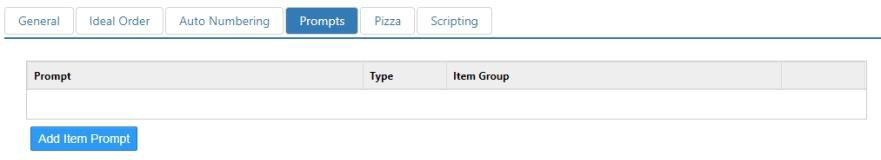 General Ideal Order Auto Numbering Prompts Pizza Scripting
Prompt Type Item Group
Add Item Prompt